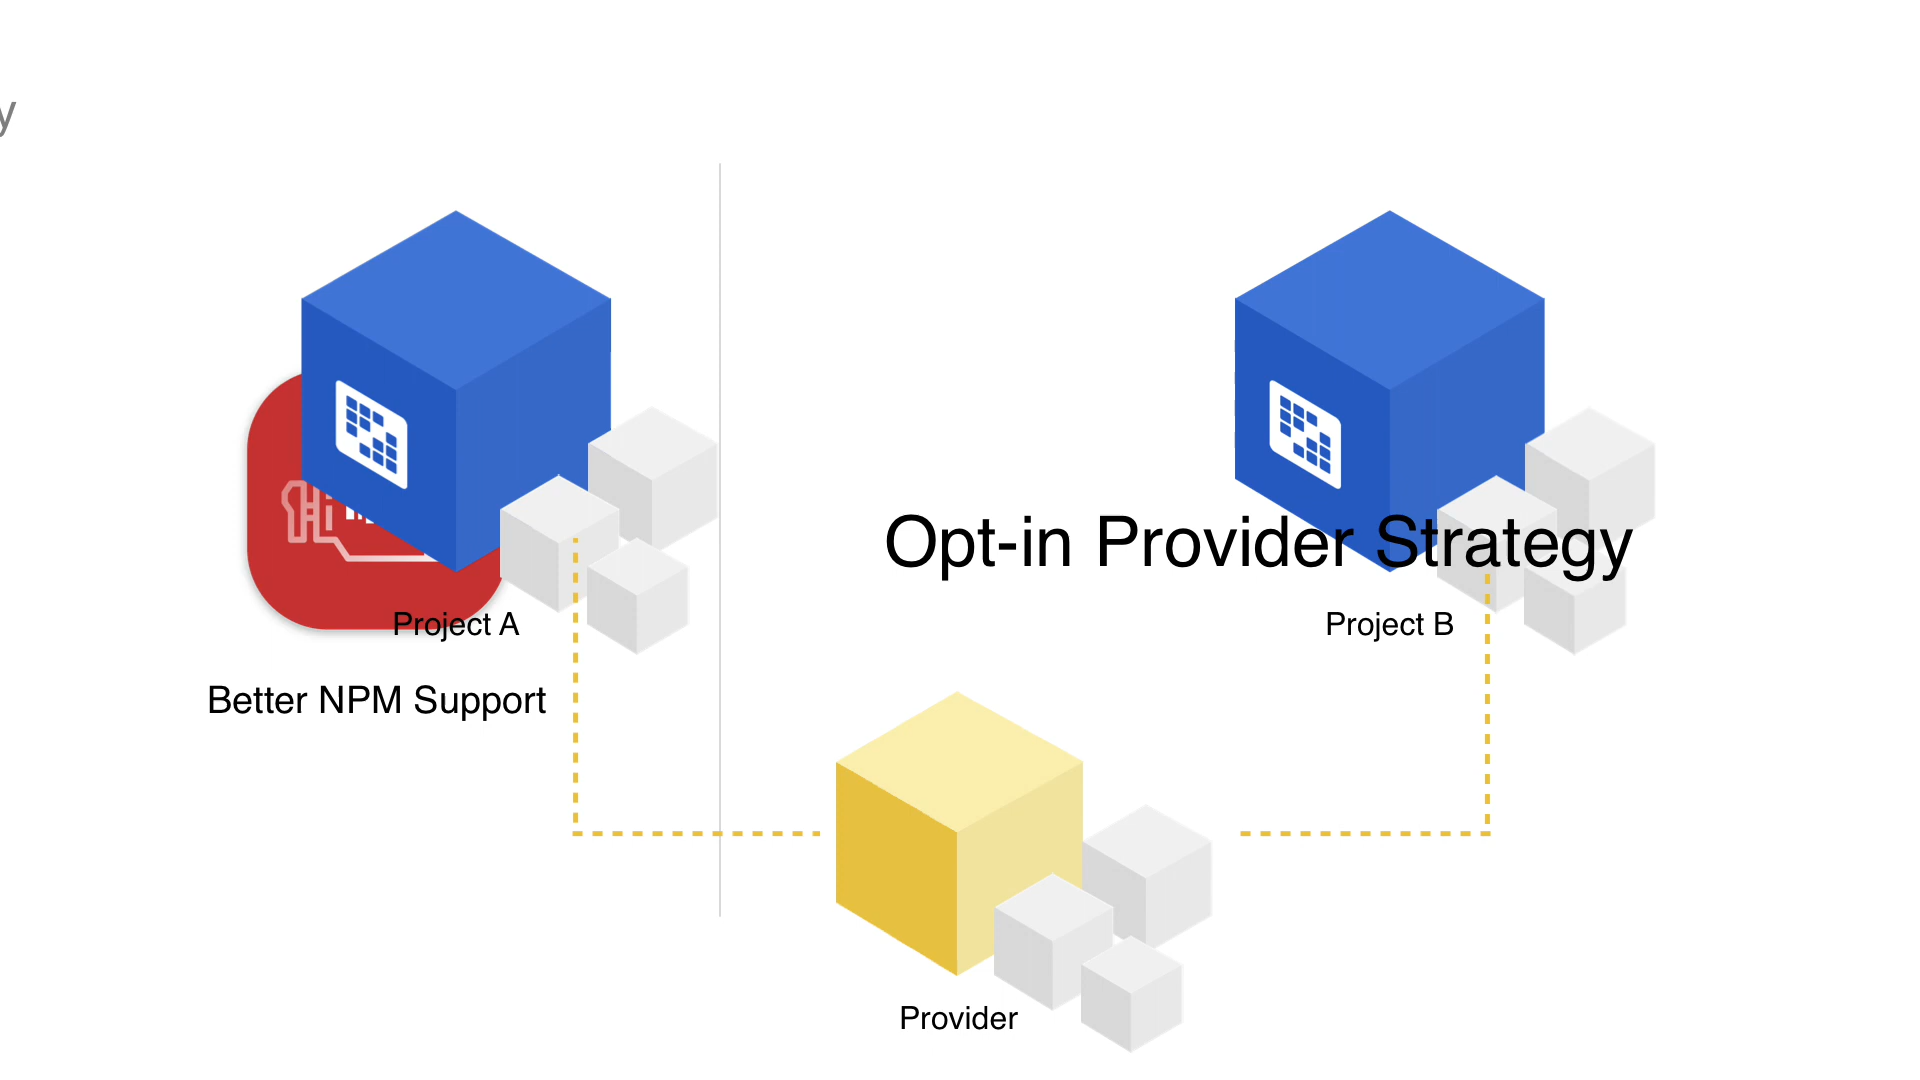 y
Opt-in Provider Strategy
Project A
Project B
Better NPM Support
Provider